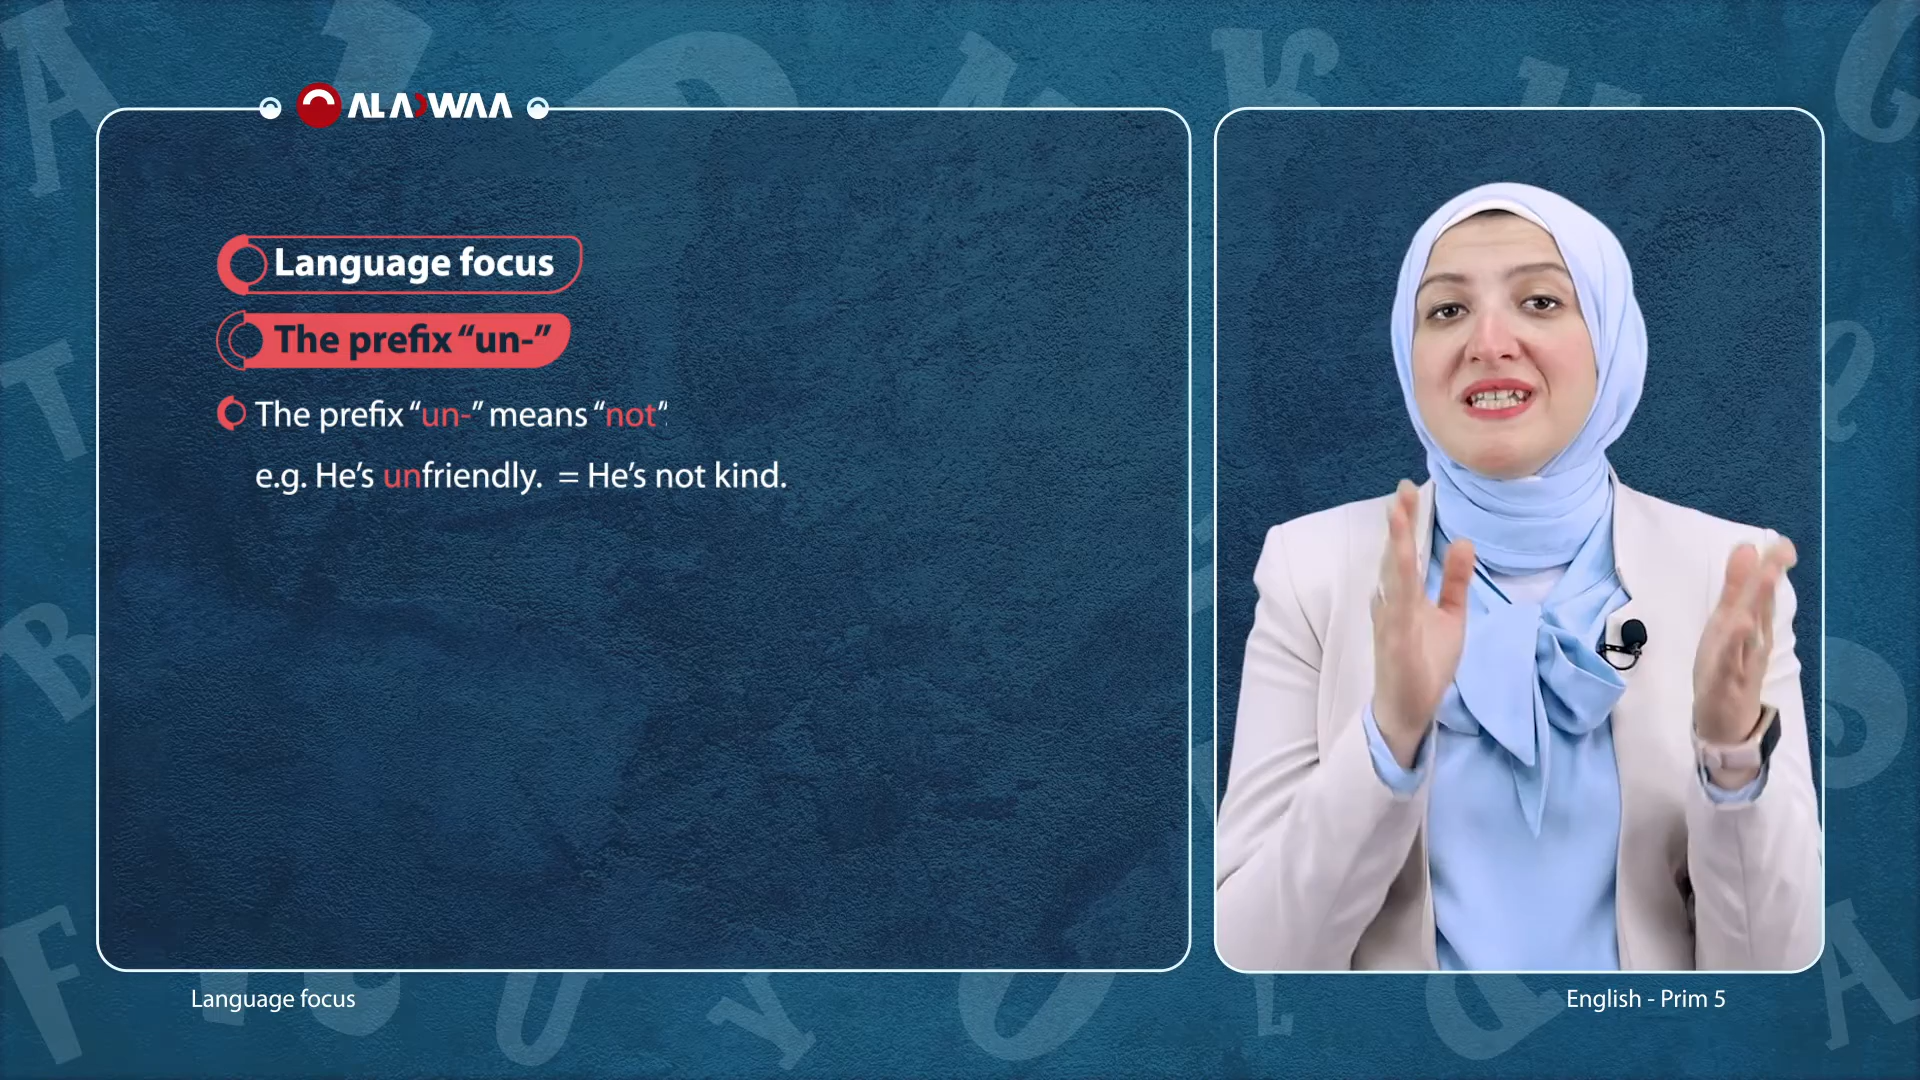 ALADWAA
Language focus
The prefix “un-”
The prefix “un-” means “not”
e.g. He’s unfriendly. = He’s not kind.
Language focus
English - Prim 5